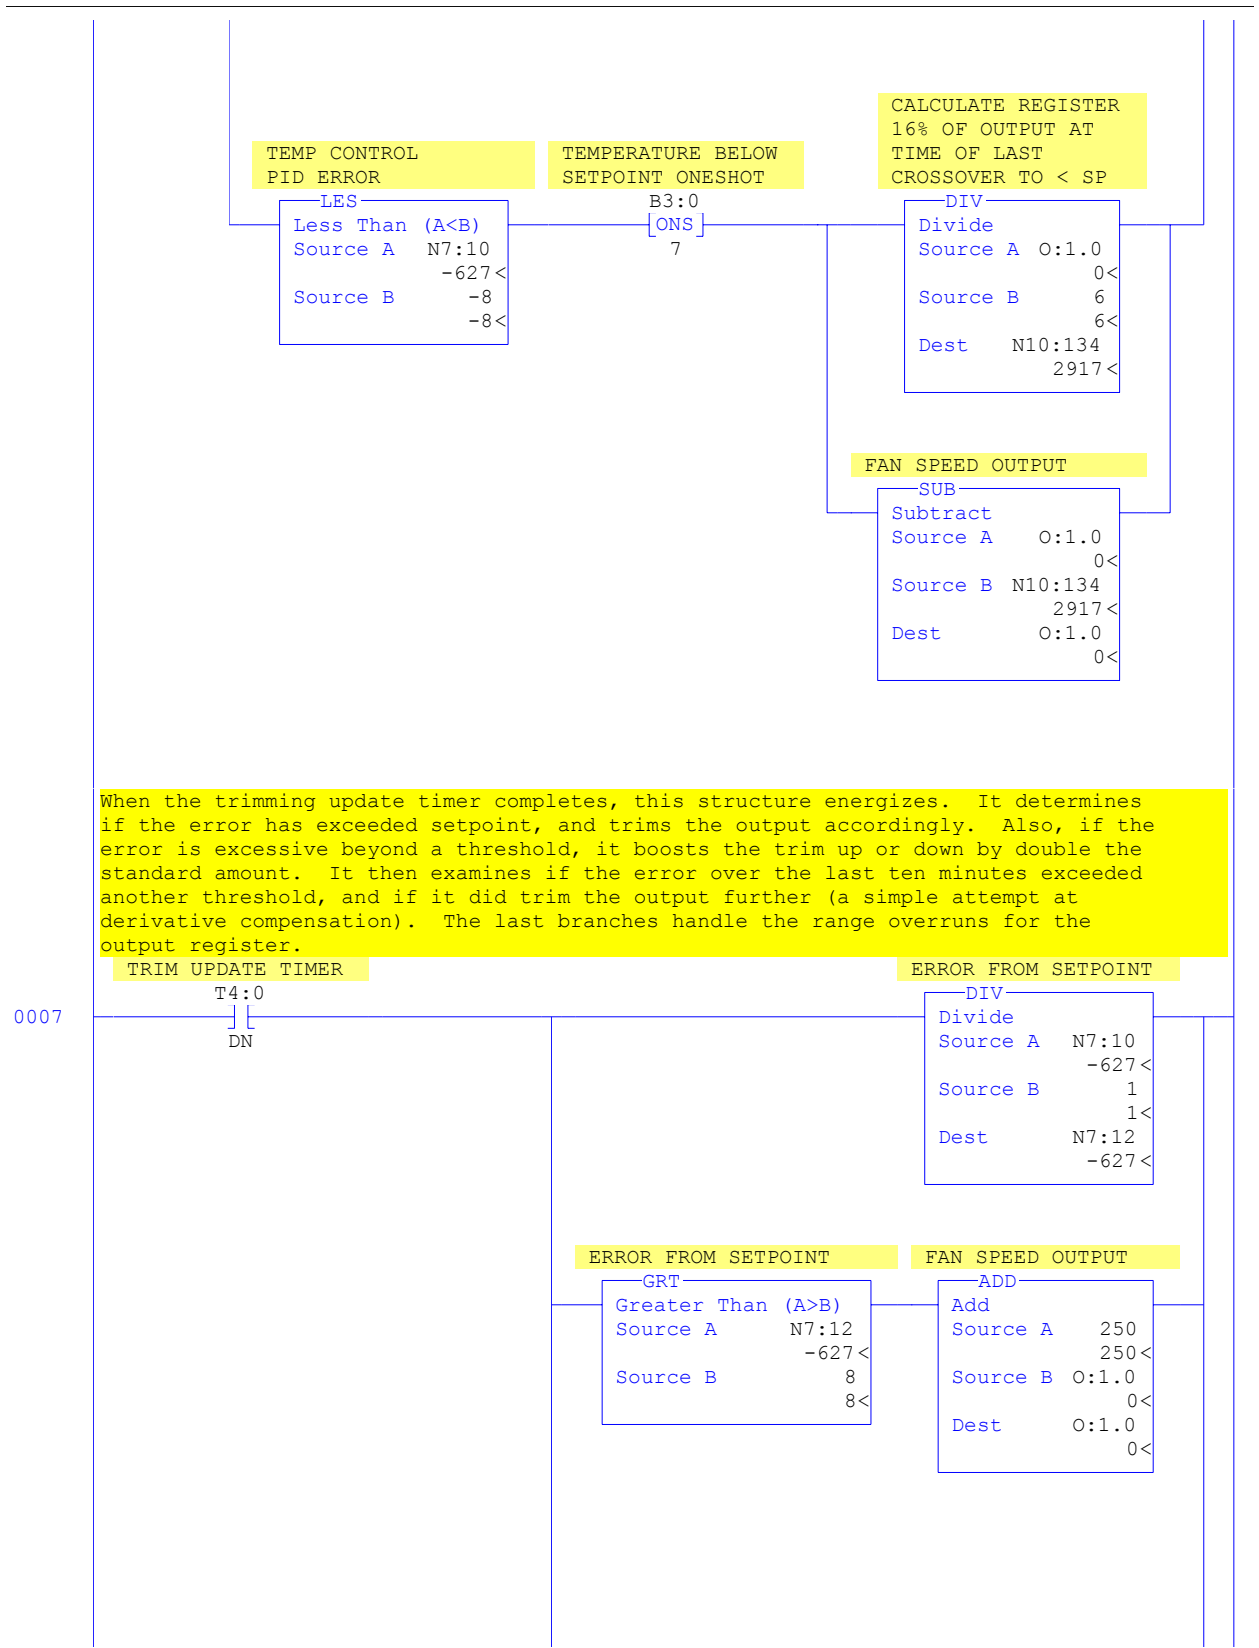 CALCULATE REGISTER
16% OF OUTPUT AT
TIME OF LAST
CROSSOVER TO < SP
TEMP CONTROL
PID ERROR
TEMPERATURE BELOW
SETPOINT ONESHOT
LES
Less Than (A<B)
Source A N7:10
-627<
Source B -8
-8<
B3:0
ONS
7
DIV
Divide
Source A O:1.0
0<
Source B 6
6<
Dest N10:134
2917<
FAN SPEED OUTPUT
SUB
Subtract
Source A O:1.0
0<
Source B N10:134
2917<
Dest O:1.0
0<
When the trimming update timer completes, this structure energizes. It determines
if the error has exceeded setpoint, and trims the output accordingly. Also, if the
error is excessive beyond a threshold, it boosts the trim up or down by double the
standard amount. It then examines if the error over the last ten minutes exceeded
another threshold, and if it did trim the output further (a simple attempt at
derivative compensation). The last branches handle the range overruns for the
output register.
TRIM UPDATE TIMER
T4:0
DN
0007
ERROR FROM SETPOINT
DIV
Divide
Source A N7:10
-627<
Source B 1
1<
Dest N7:12
-627<
ERROR FROM SETPOINT
GRT
Greater Than (A>B)
Source A N7:12
-627<
Source B 8
8<
FAN SPEED OUTPUT
ADD
Add
Source A 250
250<
Source B O:1.0
0<
Dest O:1.0
0<